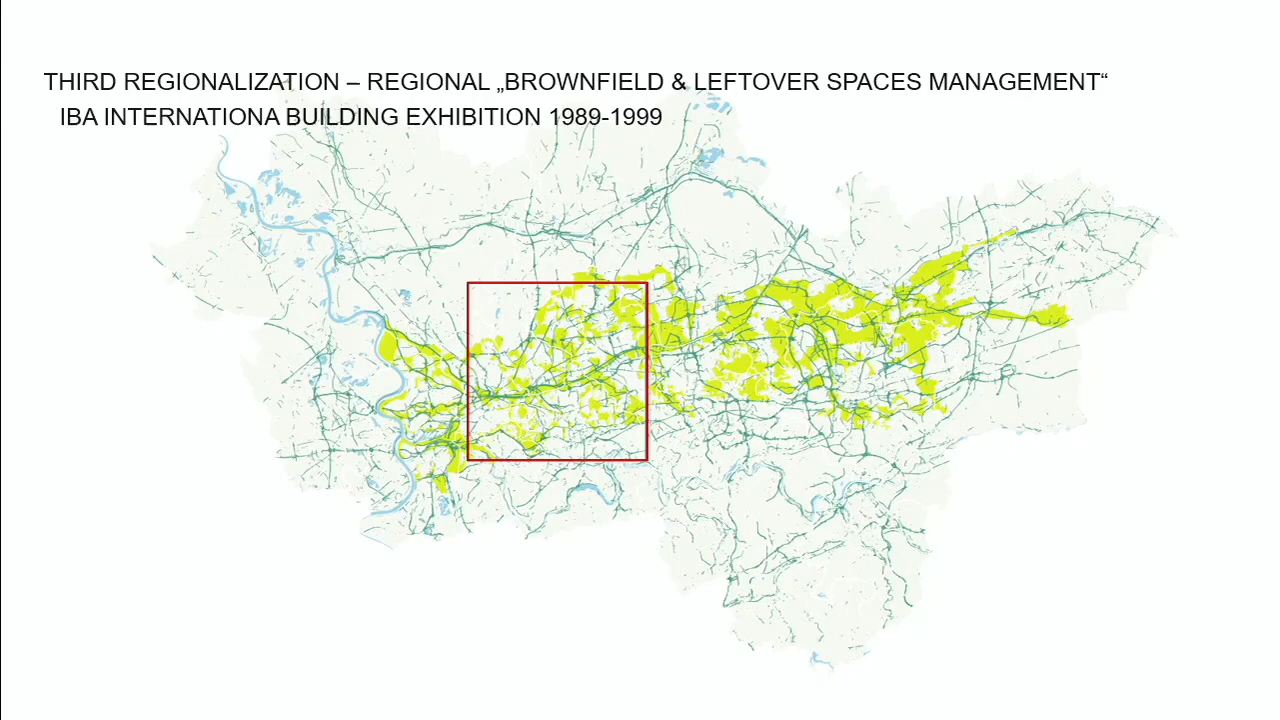 THIRD REGIONALIZATION – REGIONAL „BROWNFIELD & LEFTOVER SPACES MANAGEMENT“
IBA INTERNATIONA BUILDING EXHIBITION 1989-1999